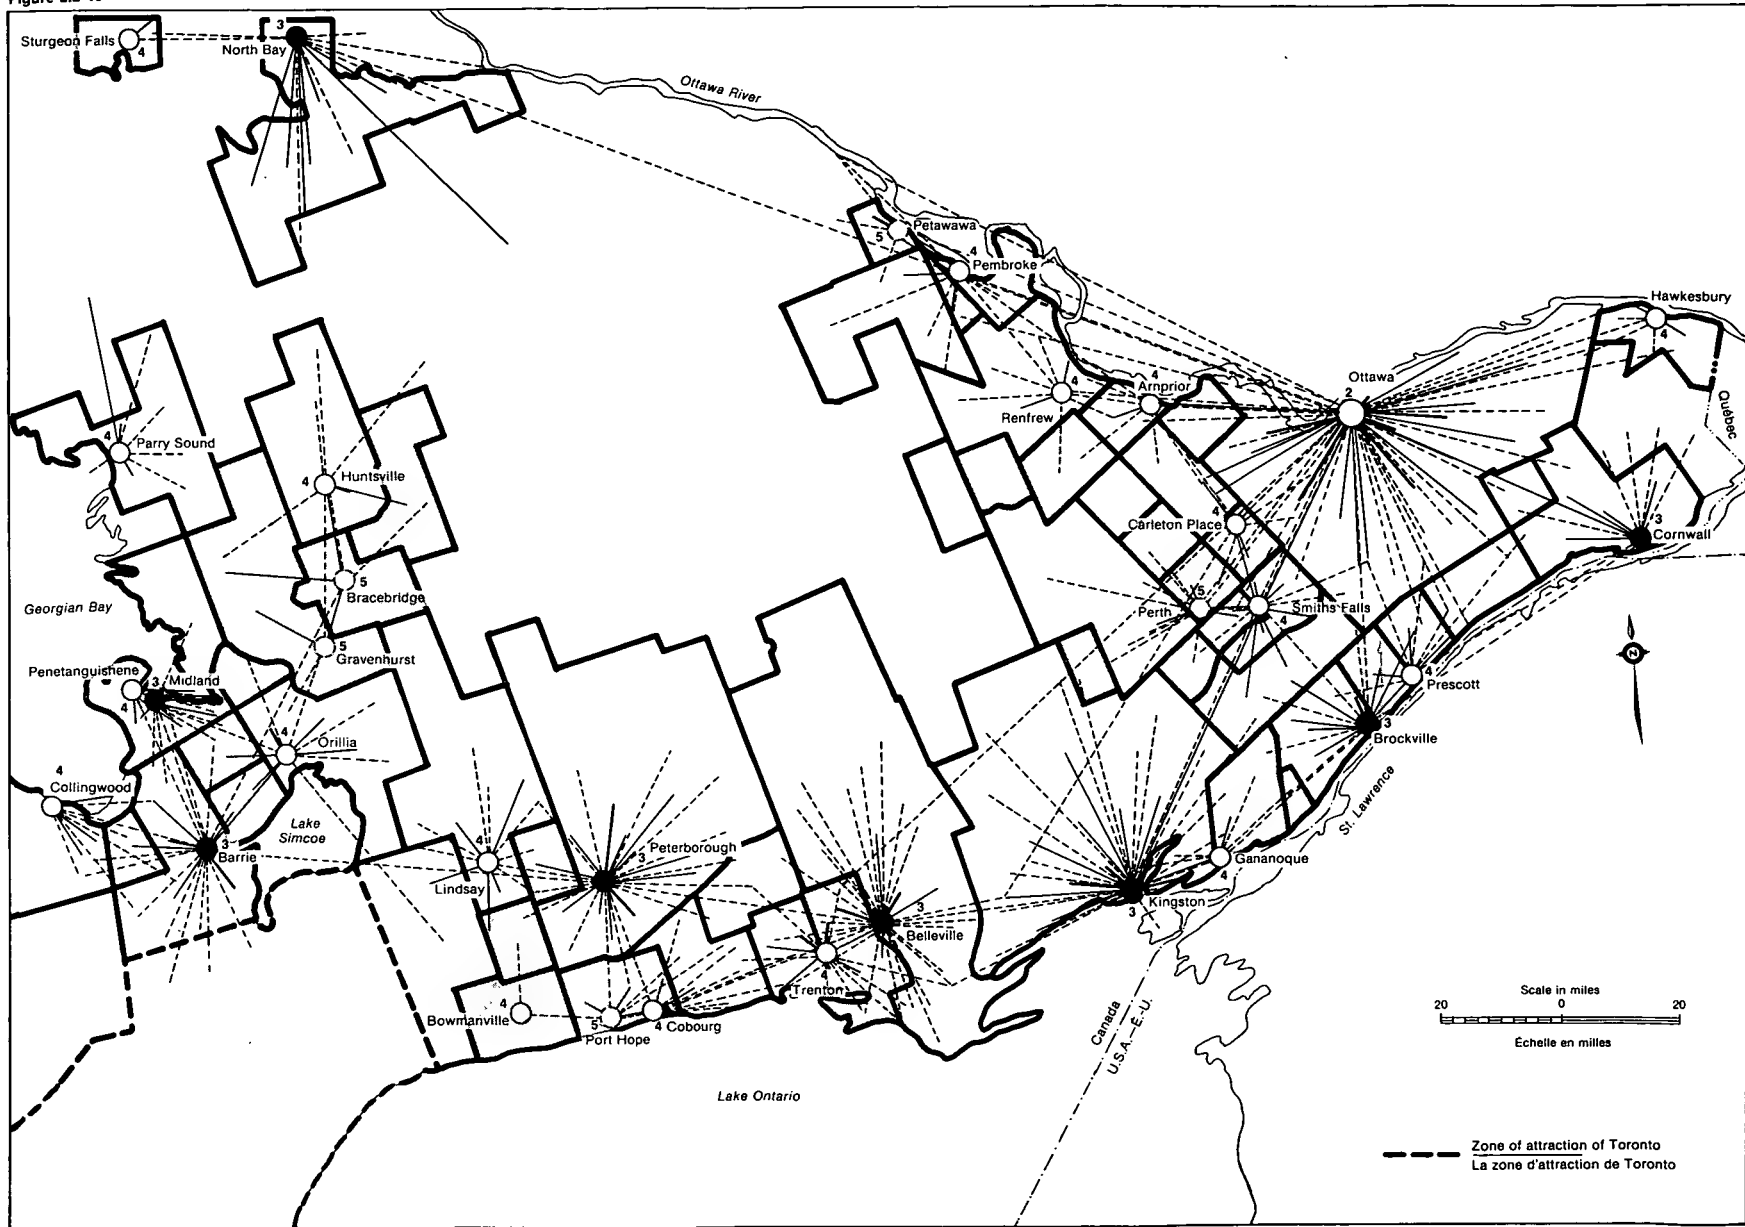 Sturgeon Falls
4
3
North Bay
Ottawa River
Petawawa
5
4
Pembroke
Hawkesbury
4
Ottawa
2
4
Arnprior
4
Renfrew
Québec
4
Parry Sound
4
Huntsville
4
Carleton Place
3
Cornwall
5
Bracebridge
Georgian Bay
5
Perth
Smiths Falls
4
5
Gravenhurst
Penetanguishene
3
Midland
4
4
Prescott
4
Orillia
3
Brockville
4
Collingwood
Lake
Simcoe
3
Barrie
4
Lindsay
3
Peterborough
St. Lawrence
Gananoque
4
Kingston
3
3
Belleville
4
Trenton
4
Bowmanville
5
Port Hope
4 Cobourg
Canada
U.S.A. — É.-U.
Lake Ontario
Z
Scale in miles
20 0 20
Échelle en milles
Zone of attraction of Toronto
La zone d'attraction de Toronto